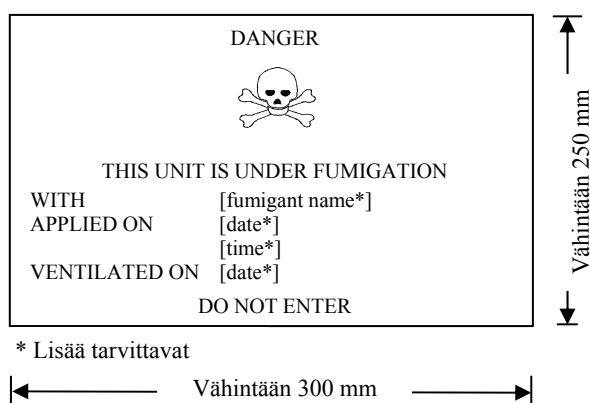 DANGER
THIS UNIT IS UNDER FUMIGATION
WITH [fumigant name*]
APPLIED ON [date*]
[time*]
VENTILATED ON [date*]
DO NOT ENTER
Vähintään 250 mm
* Lisää tarvittavat
Vähintään 300 mm